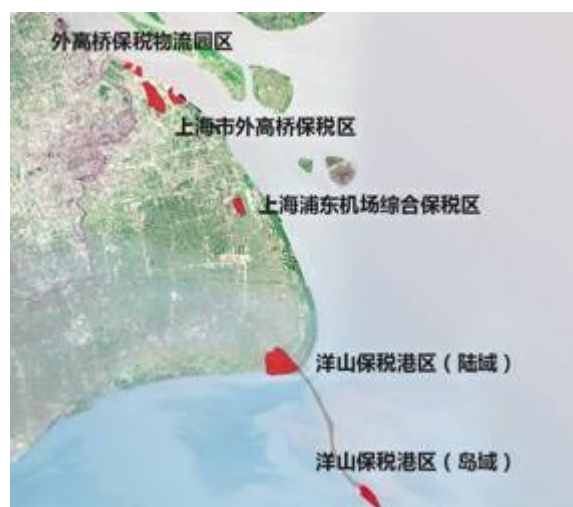 外高桥保税物流园区
上海市外高桥保税区
上海浦东机场综合保税区
洋山保税港区（陆域）
洋山保税港区（岛域）